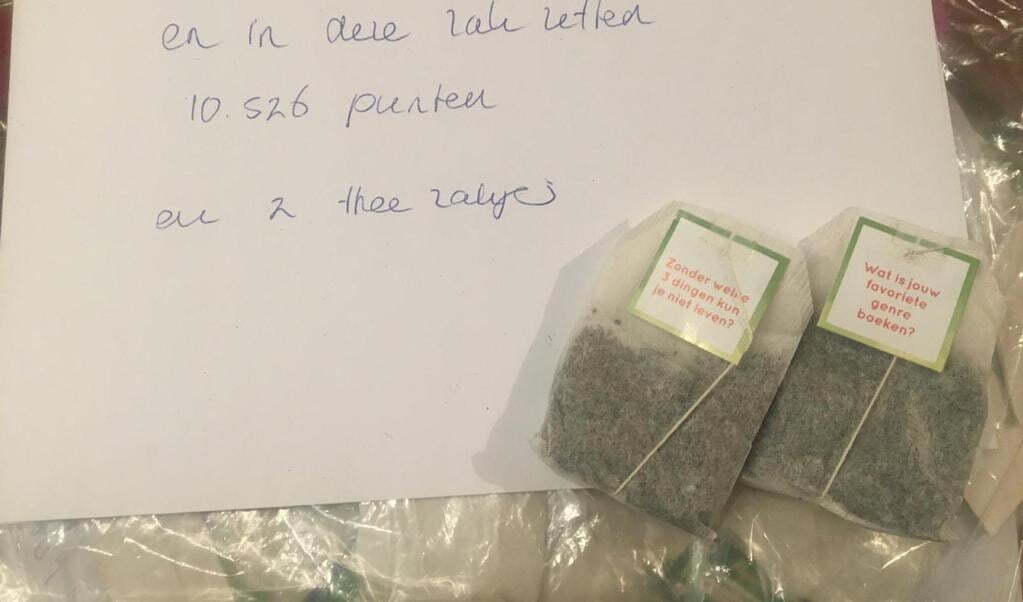 en in deze zak zetten
10.526 punten
en 2 thee zakjes
Zonder welke
3 dingen kun
je niet leven?
Wat is jouw
favoriete
genre
boeken?